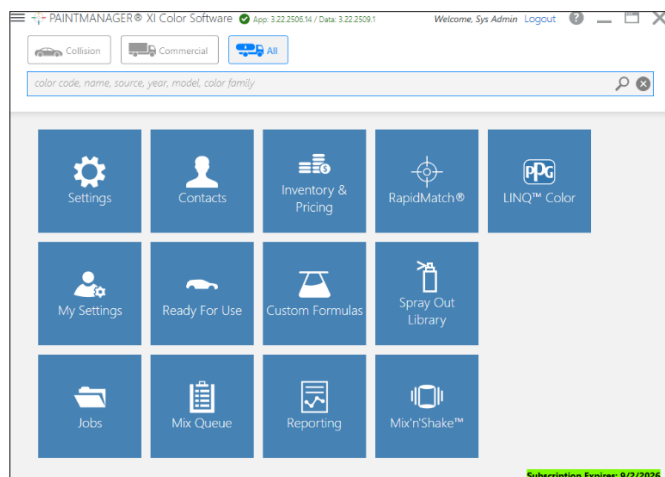 PAINTMANAGER® XI Color Software App: 3.22.2506.14 / Data: 3.22.2509.1 Welcome, Sys Admin Logout ?
Collision Commercial All
color code, name, source, year, model, color family
Settings
Contacts
Inventory &
Pricing
RapidMatch®
PPG
LINQ™ Color
My Settings
Ready For Use
Custom Formulas
Spray Out
Library
Jobs
Mix Queue
Reporting
Mix'n'Shake™
Subscription Expires: 9/2/2026